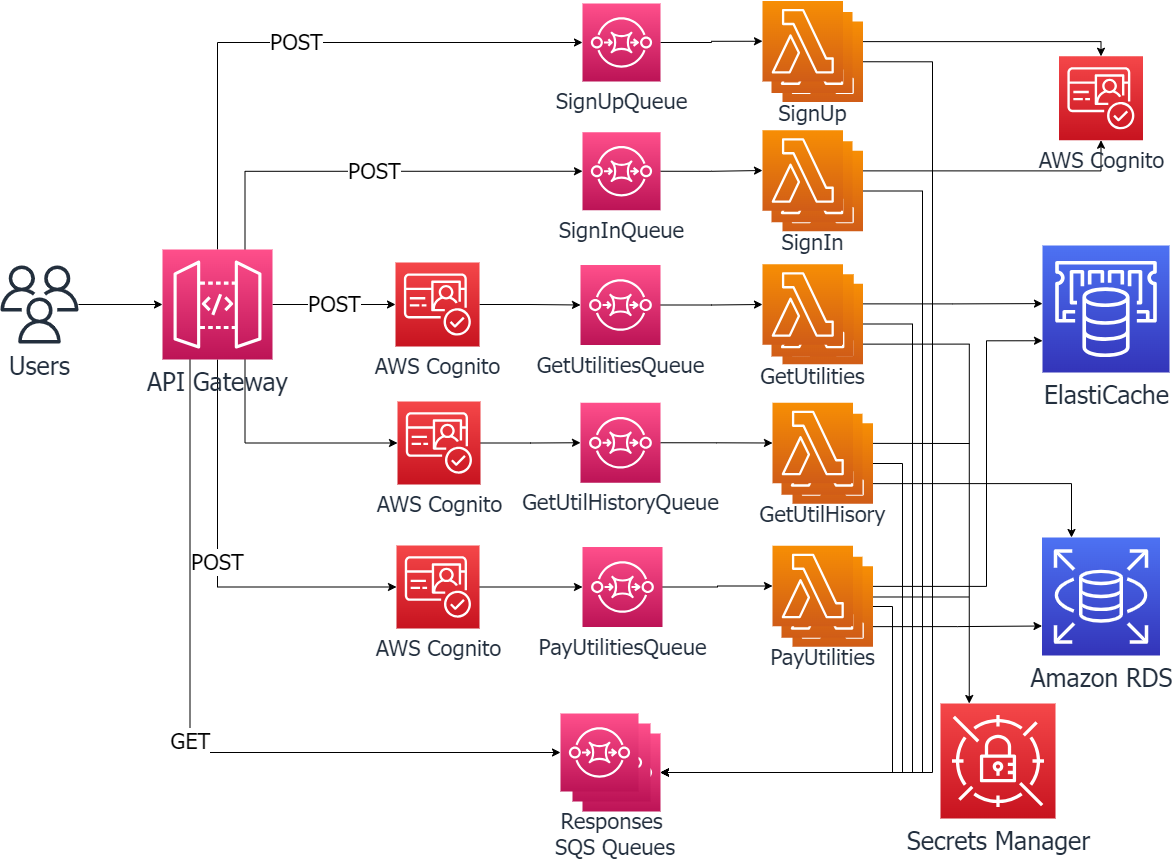 POST
SignUpQueue
SignUp
AWS Cognito
POST
SignInQueue
SignIn
Users
API Gateway
POST
AWS Cognito
GetUtilitiesQueue
GetUtilities
ElastiCache
AWS Cognito
GetUtilHistoryQueue
GetUtilHisory
POST
AWS Cognito
PayUtilitiesQueue
PayUtilities
Amazon RDS
GET
Responses
SQS Queues
Secrets Manager